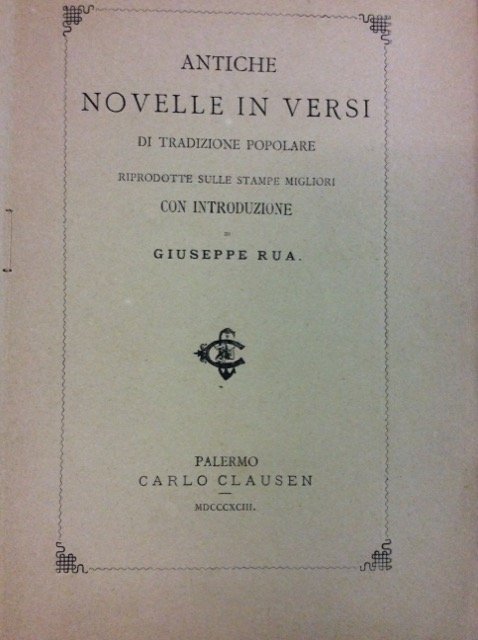 ANTICHE
NOVELLE IN VERSI
DI TRADIZIONE POPOLARE
RIPRODOTTE SULLE STAMPE MIGLIORI
CON INTRODUZIONE
DI
GIUSEPPE RUA.
PALERMO
CARLO CLAUSEN
MDCCCXCIII.